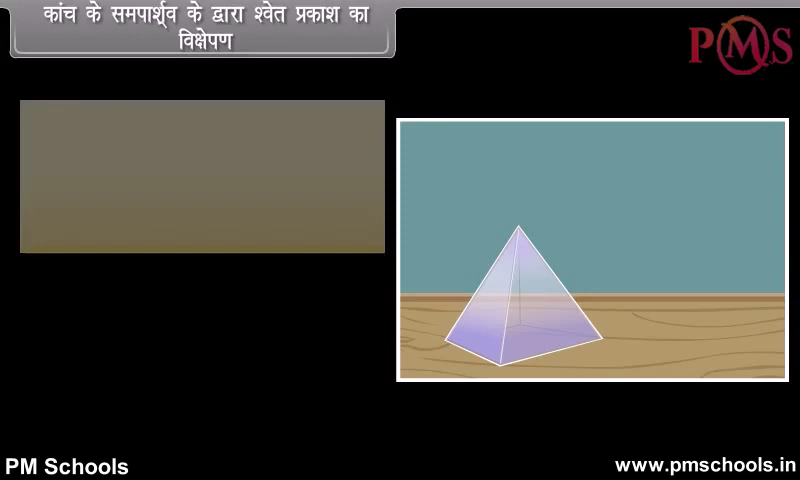 कांच के समपार्श्व के द्वारा श्वेत प्रकाश का
विक्षेपण
PMS
PM Schools
www.pmschools.in